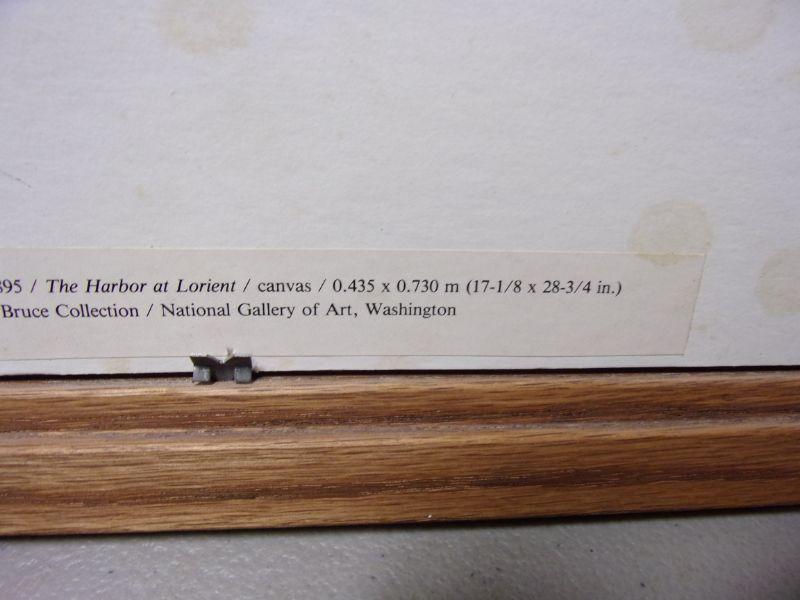 895 / The Harbor at Lorient / canvas / 0.435 x 0.730 m (17-1/8 x 28-3/4 in.)
Bruce Collection / National Gallery of Art, Washington